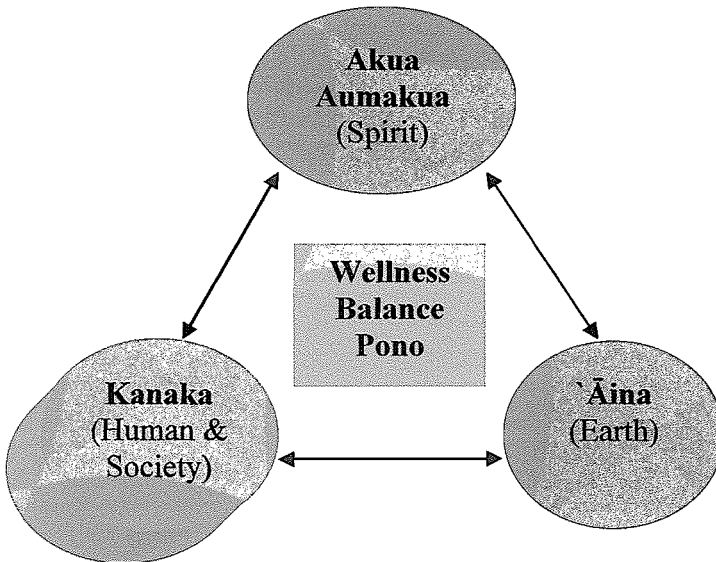 Akua
Aumakua
(Spirit)
Wellness
Balance
Pono
Kanaka
(Human &
Society)
`Āina
(Earth)